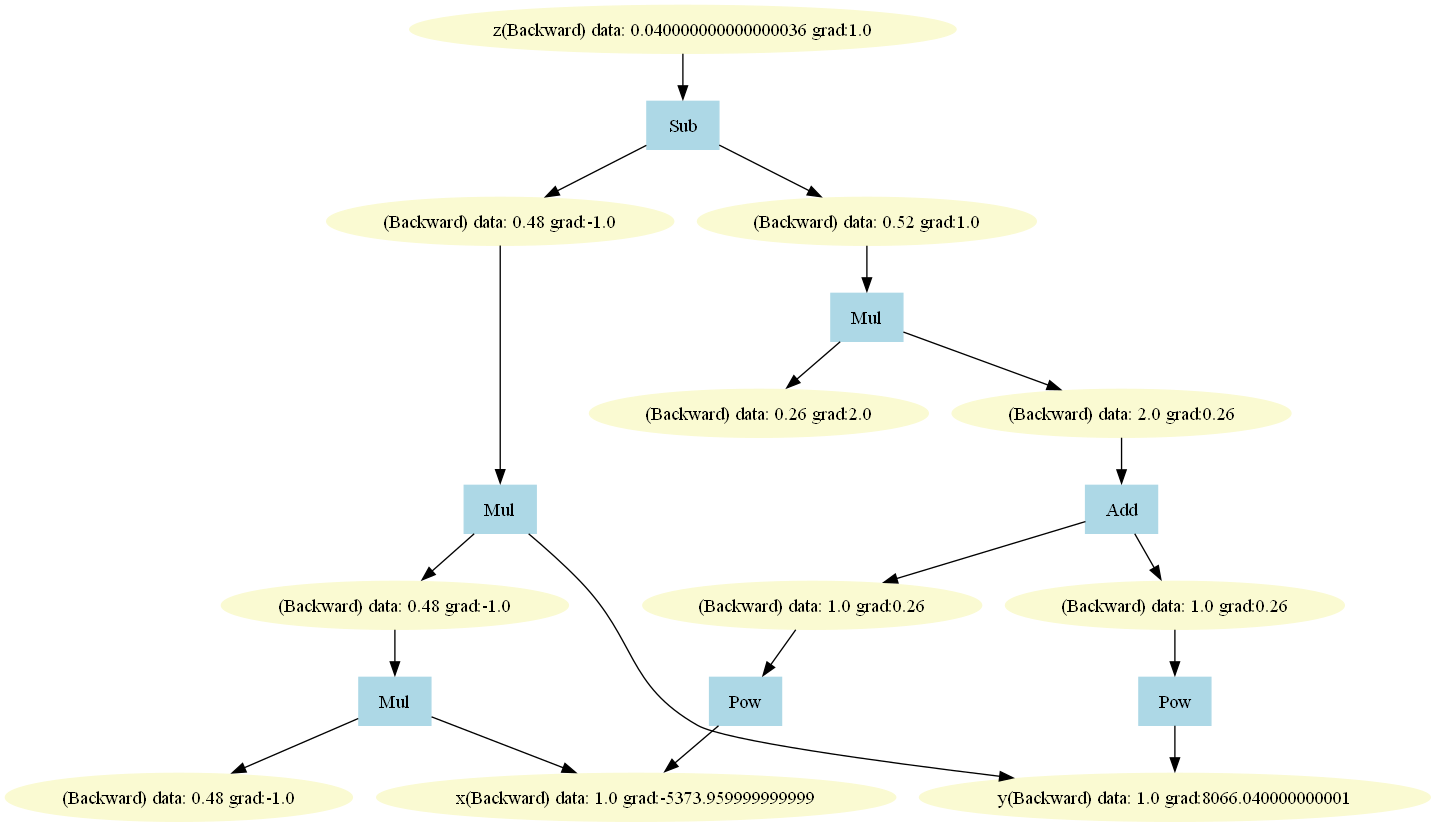 z(Backward) data: 0.040000000000000036 grad:1.0
Sub
(Backward) data: 0.48 grad:-1.0
(Backward) data: 0.52 grad:1.0
Mul
(Backward) data: 0.26 grad:2.0
(Backward) data: 2.0 grad:0.26
Mul
Add
(Backward) data: 0.48 grad:-1.0
(Backward) data: 1.0 grad:0.26
(Backward) data: 1.0 grad:0.26
Mul
Pow
Pow
(Backward) data: 0.48 grad:-1.0
x(Backward) data: 1.0 grad:-5373.959999999999
y(Backward) data: 1.0 grad:8066.040000000001